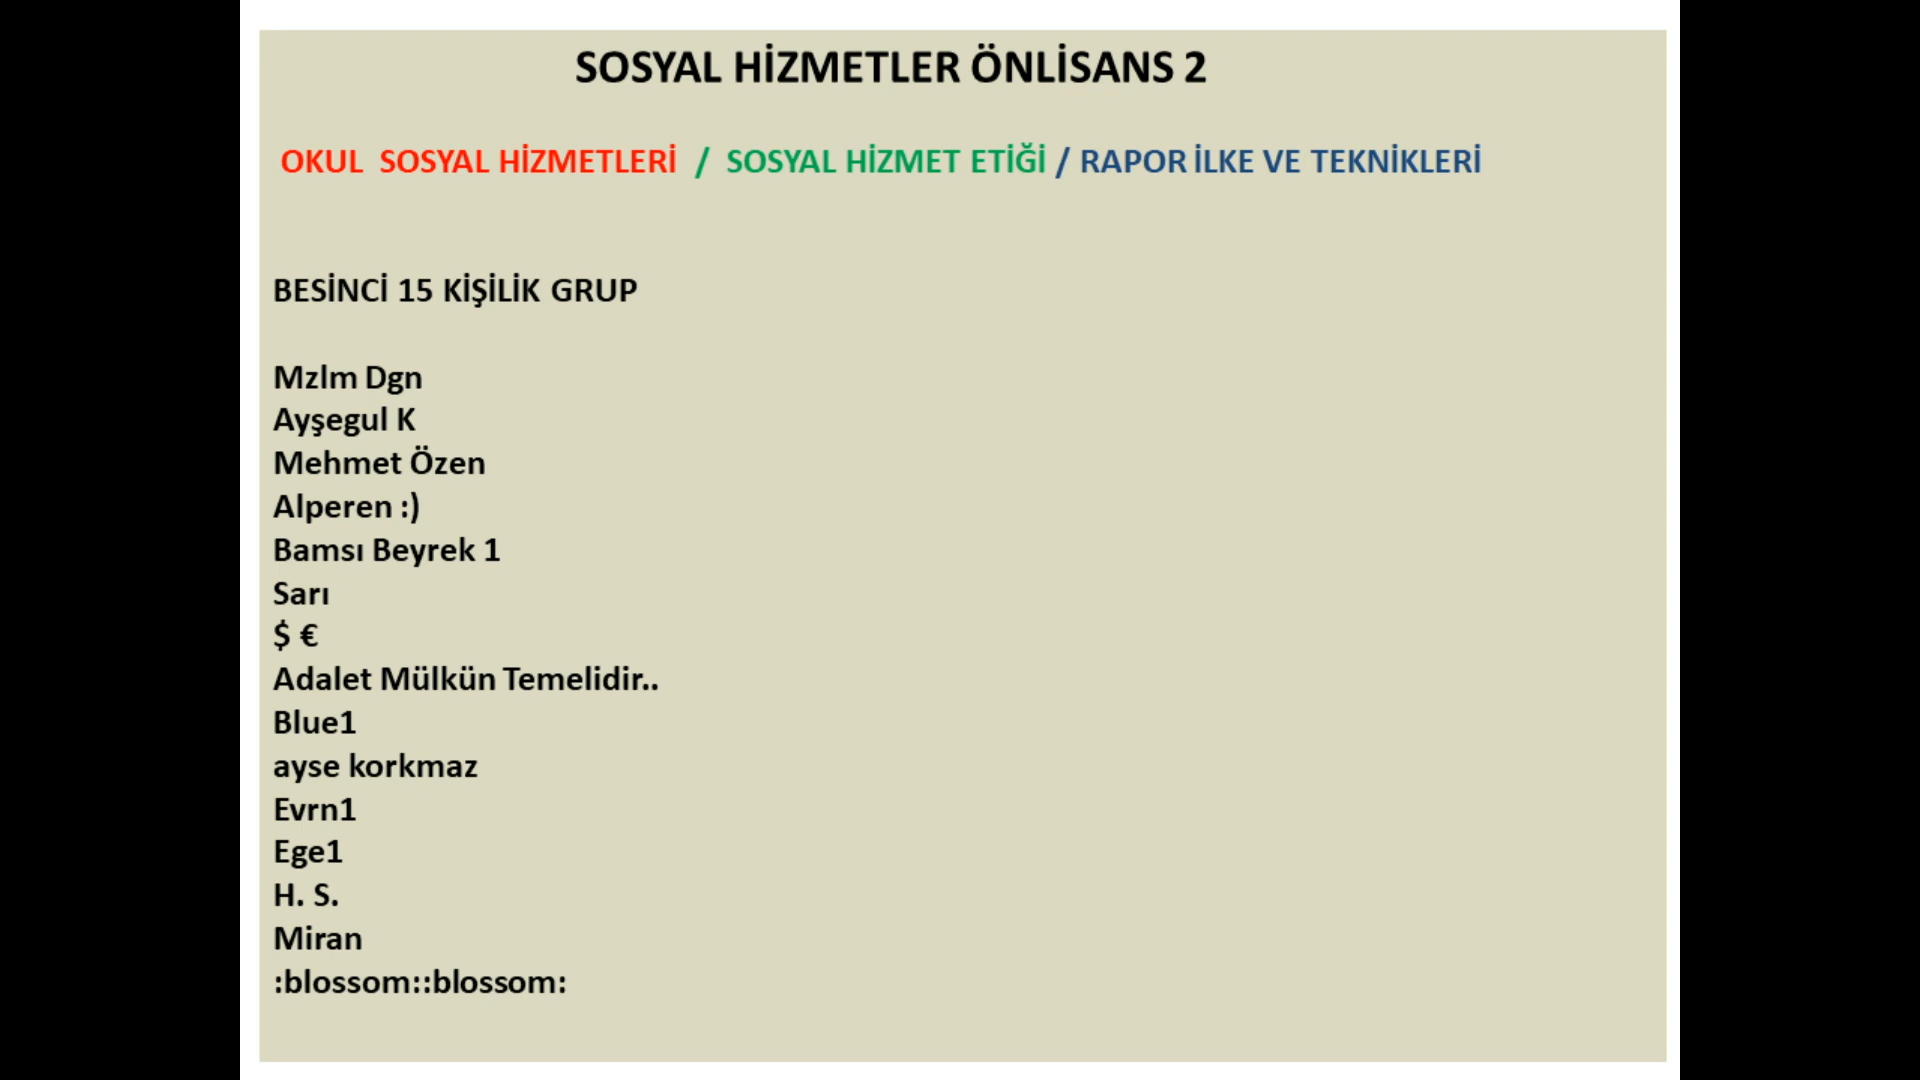 SOSYAL HİZMETLER ÖNLİSANS 2
OKUL SOSYAL HİZMETLERİ / SOSYAL HİZMET ETİĞİ / RAPOR İLKE VE TEKNİKLERİ
BESİNCİ 15 KİŞİLİK GRUP
Mzlm Dgn
Ayşegul K
Mehmet Özen
Alperen :)
Bamsı Beyrek 1
Sarı
$ €
Adalet Mülkün Temelidir..
Blue1
ayse korkmaz
Evrn1
Ege1
H. S.
Miran
:blossom::blossom: